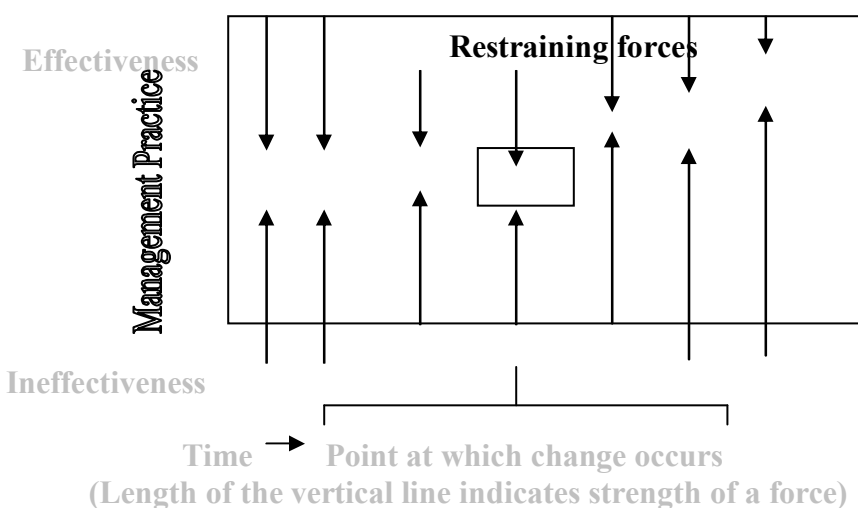 Restraining forces
Effectiveness
Management Practice
Ineffectiveness
Time Point at which change occurs
(Length of the vertical line indicates strength of a force)